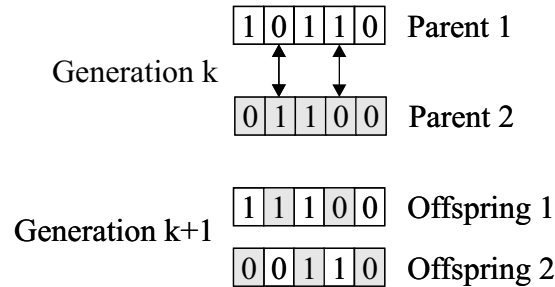 1 0 1 1 0 Parent 1
Generation k
0 1 1 0 0 Parent 2
1 1 1 0 0 Offspring 1
Generation k+1
0 0 1 1 0 Offspring 2